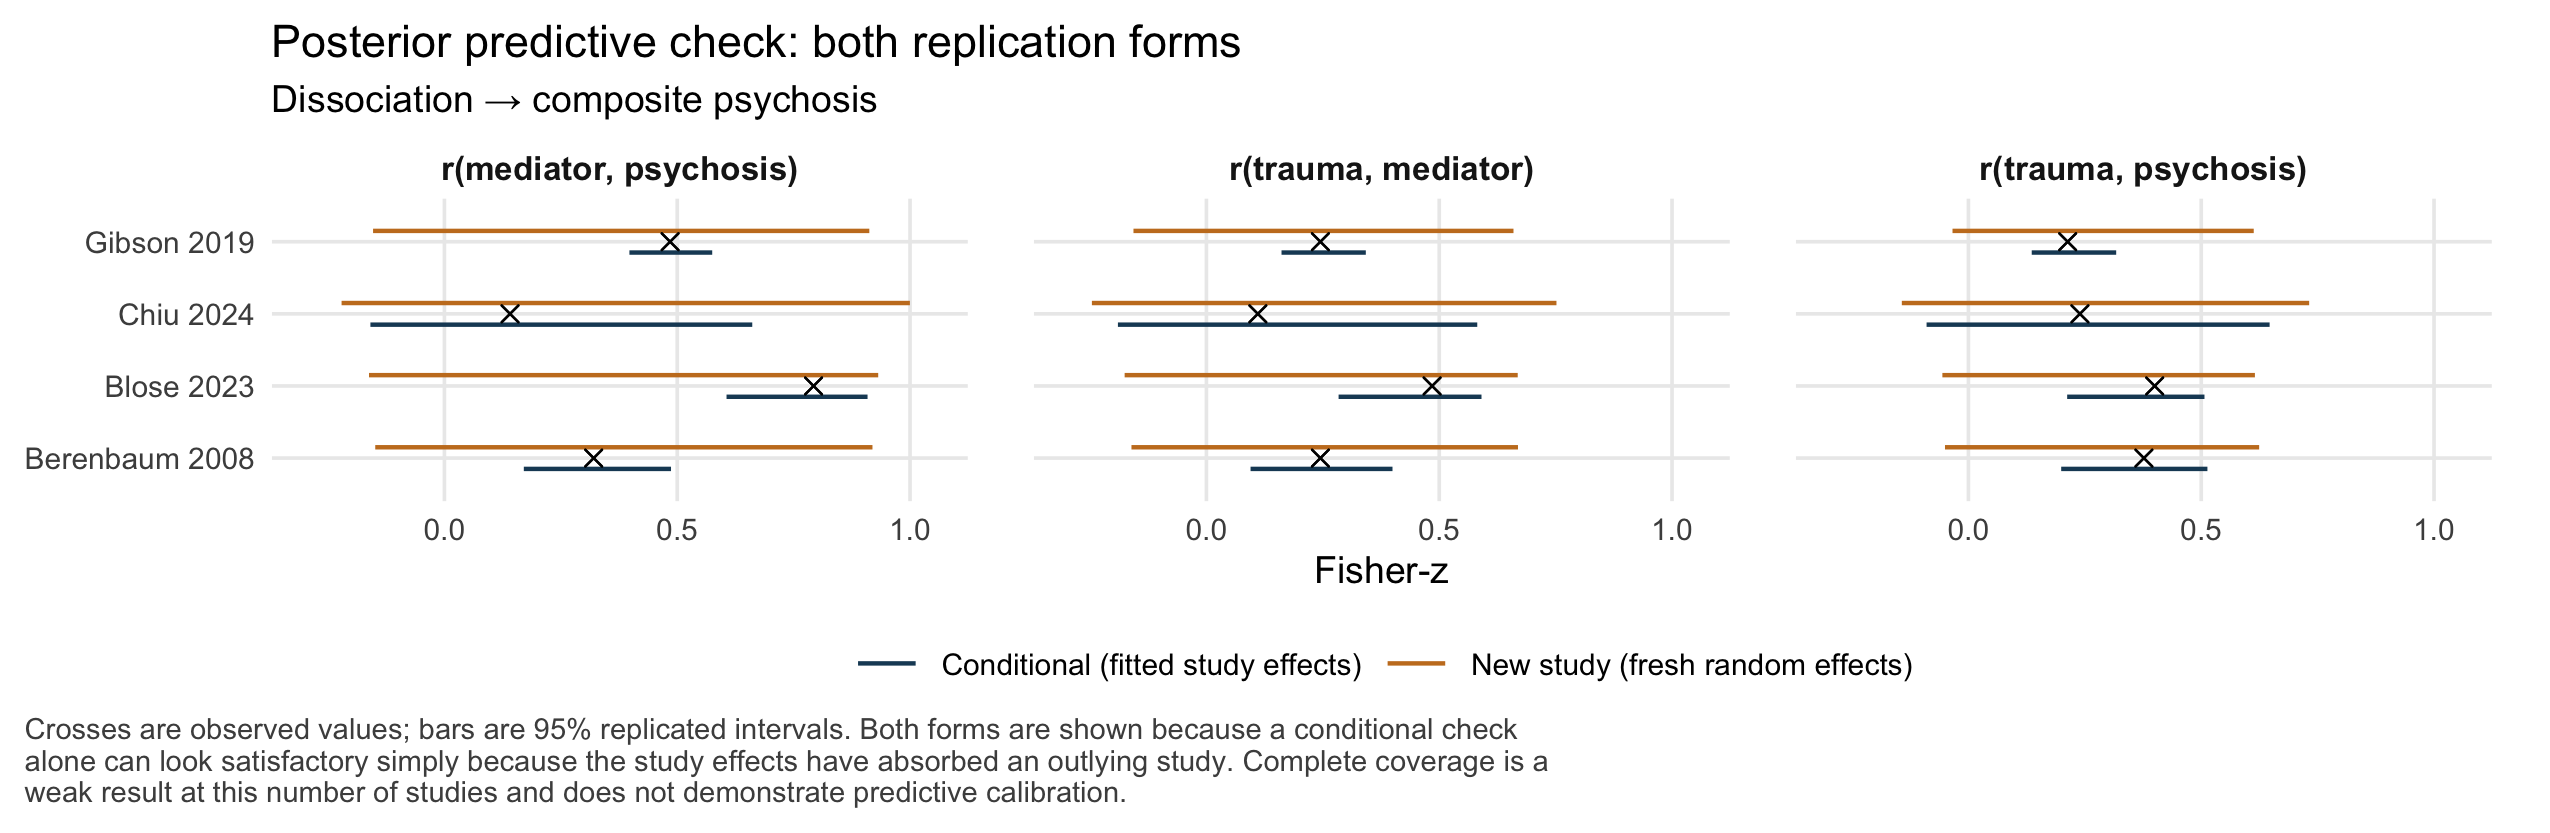 Posterior predictive check: both replication forms
Dissociation → composite psychosis
r(mediator, psychosis)
r(trauma, mediator)
r(trauma, psychosis)
Gibson 2019
Chiu 2024
Blose 2023
Berenbaum 2008
0.0 0.5 1.0
0.0 0.5 1.0
0.0 0.5 1.0
Fisher-z
Conditional (fitted study effects)
New study (fresh random effects)
Crosses are observed values; bars are 95% replicated intervals. Both forms are shown because a conditional check
alone can look satisfactory simply because the study effects have absorbed an outlying study. Complete coverage is a
weak result at this number of studies and does not demonstrate predictive calibration.